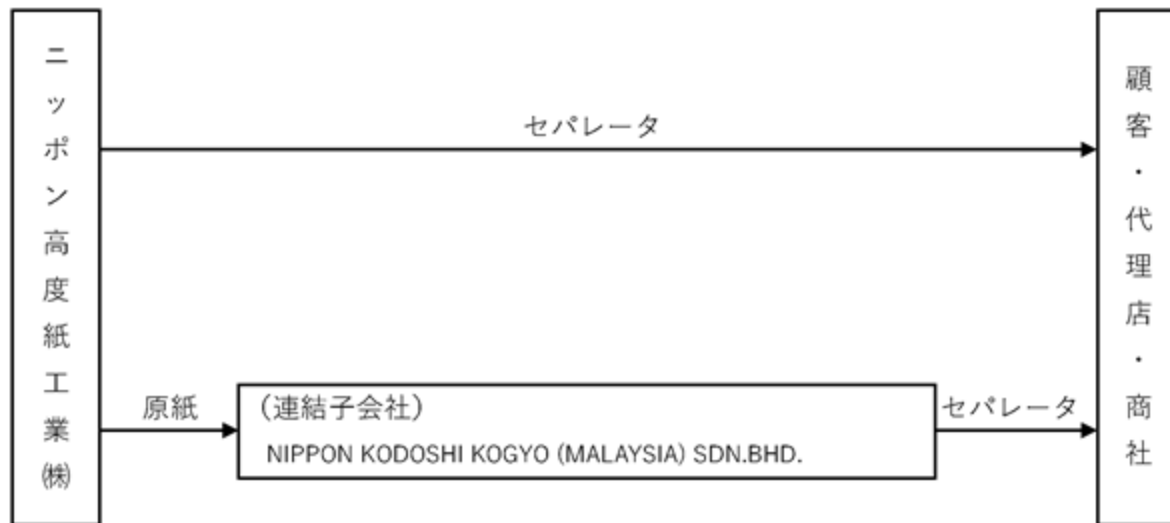 ニッポン高度紙工業㈱
セパレータ
顧客・代理店・商社
原紙
(連結子会社)
NIPPON KODOSHI KOGYO (MALAYSIA) SDN.BHD.
セパレータ